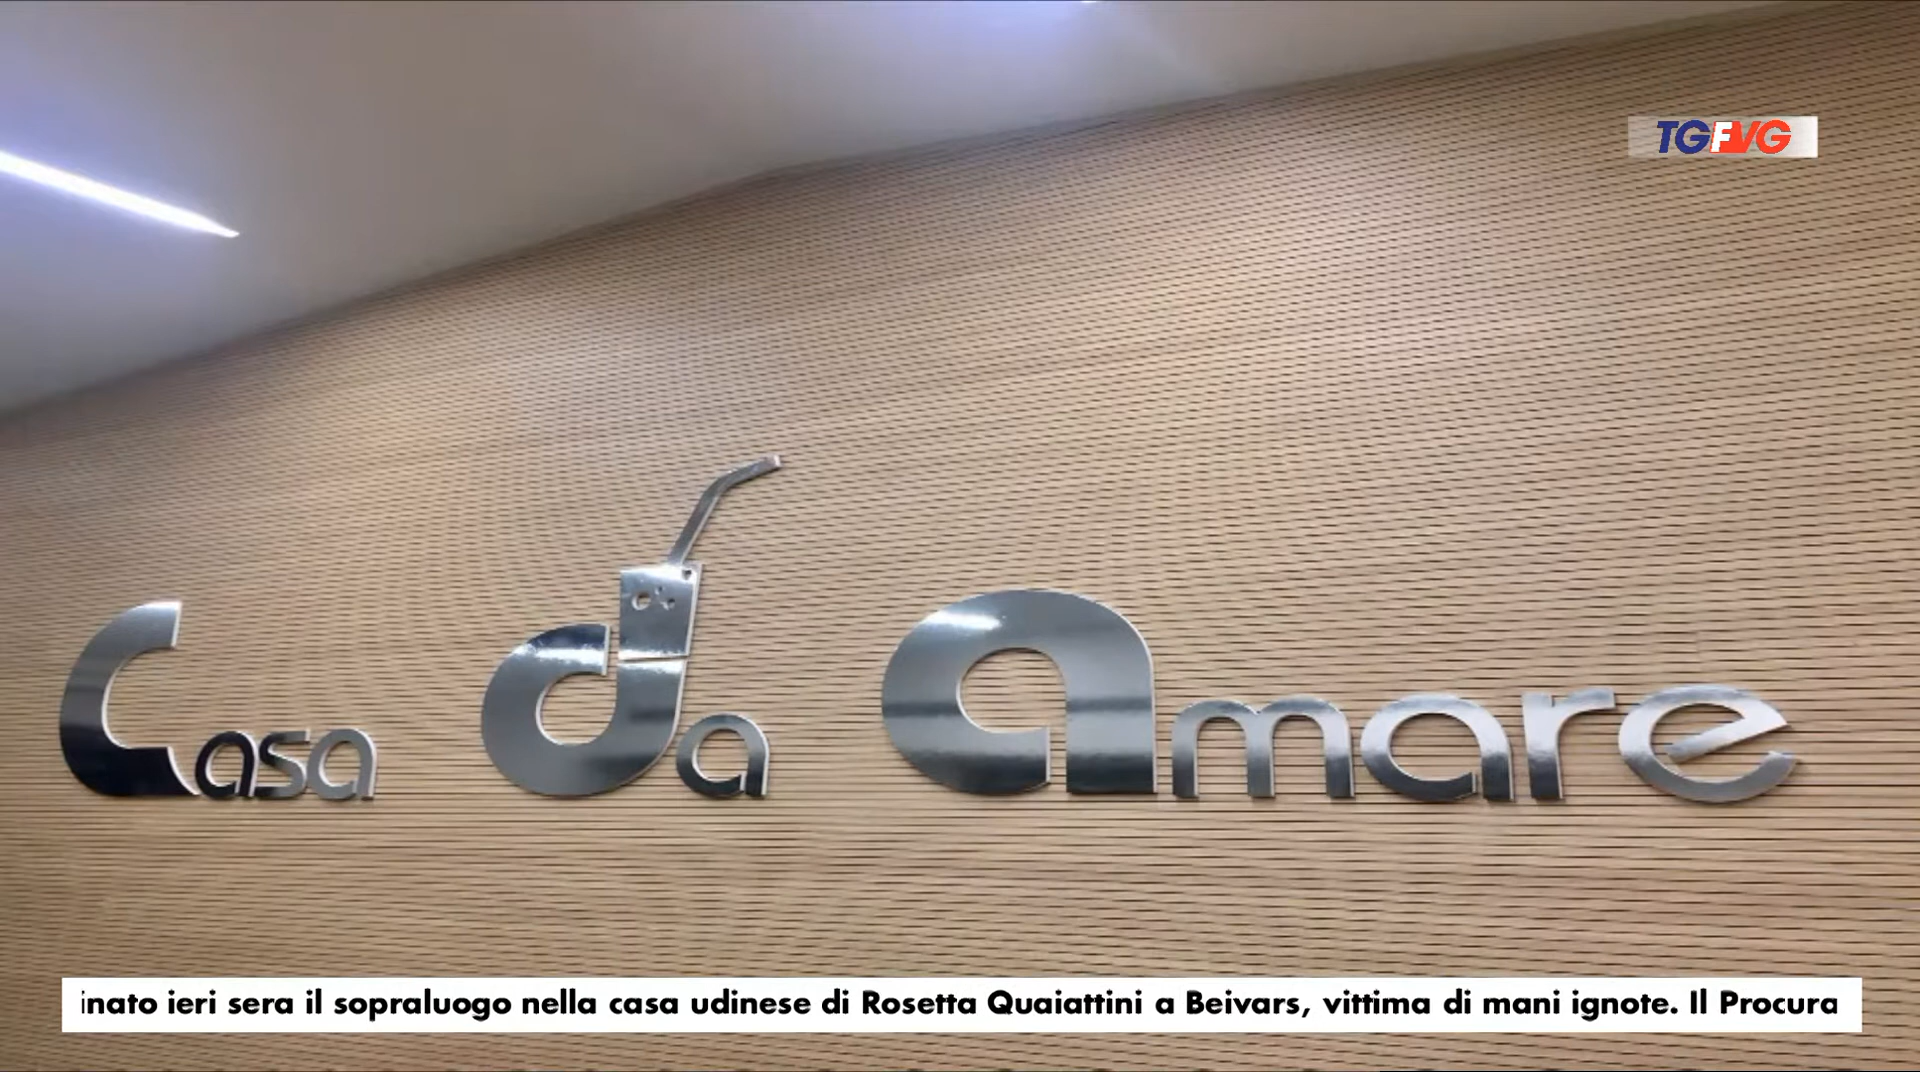 TGFVG
Casa da amare
inato ieri sera il sopraluogo nella casa udinese di Rosetta Quaiattini a Beivars, vittima di mani ignote. Il Procura